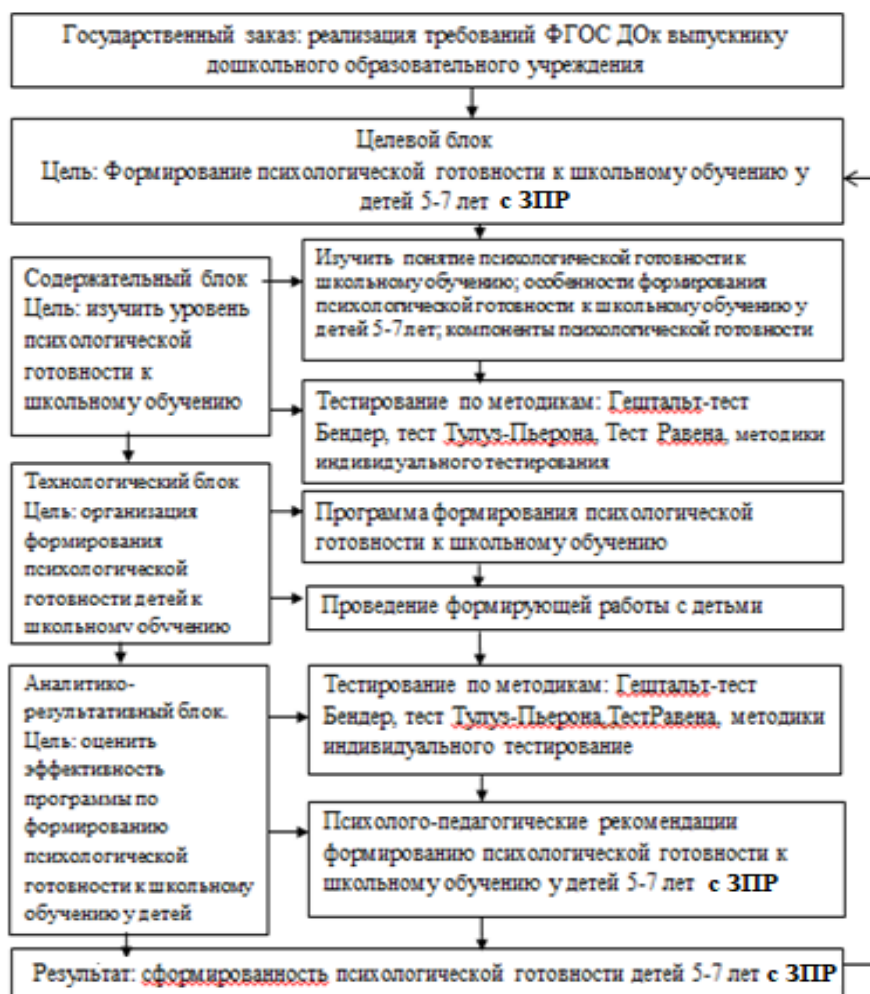 Государственный заказ: реализация требований ФГОС ДОк выпускнику
дошкольного образовательного учреждения
Целевой блок
Цель: Формирование психологической готовности к школьному обучению у
детей 5-7 лет с ЗПР
Содержательный блок
Цель: изучить уровень
психологической
готовности к
школьному обучению
Изучить понятие психологической готовности к
школьному обучению; особенности формирования
психологической готовности к школьному обучению у
детей 5-7 лет; компоненты психологической готовности
Тестирование по методикам: Гештальт-тест
Бендер, тест Тулуз-Пьерона, Тест Равена, методики
индивидуального тестирования
Технологический блок
Цель: организация
формирования
психологической
готовности детей к
школьному обучению
Программа формирования психологической
готовности к школьному обучению
Проведение формирующей работы с детьми
Аналитико-
результативный блок.
Цель: оценить
эффективность
программы по
формированию
психологической
готовности к школьному
обучению у детей
Тестирование по методикам: Гештальт-тест
Бендер, тест Тулуз-Пьерона,ТестРавена, методики
индивидуального тестирование
Психолого-педагогические рекомендации
формированию психологической готовности к
школьному обучению у детей 5-7 лет с ЗПР
Результат: сформированность психологической готовности детей 5-7 лет с ЗПР